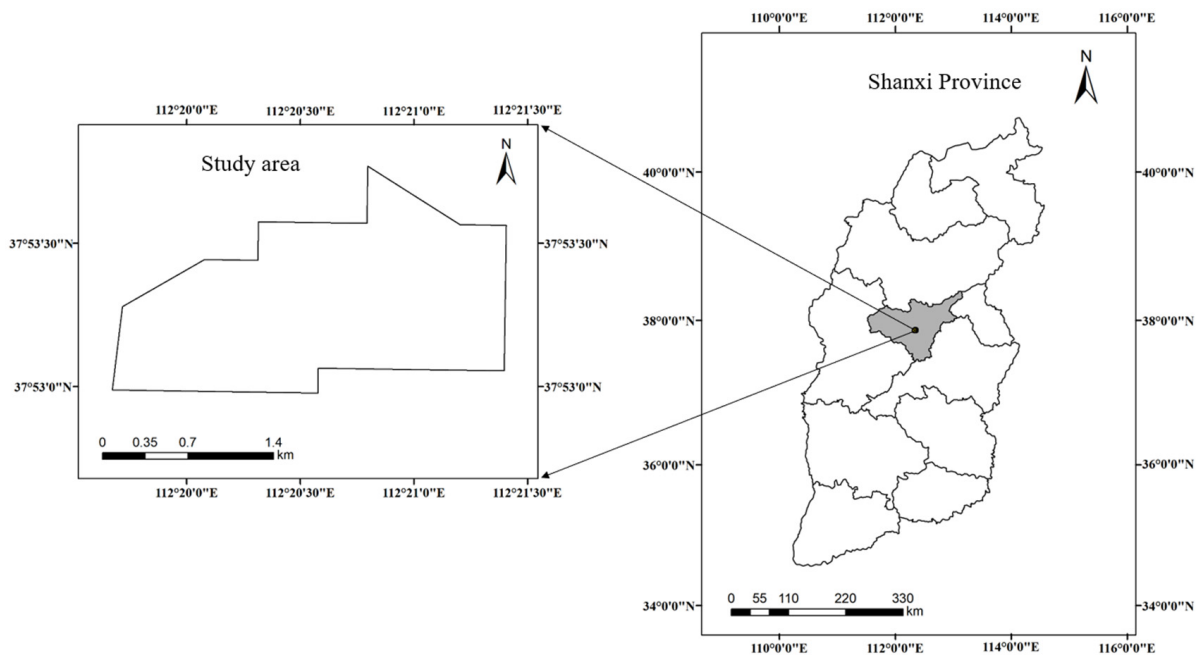 112°20'0"E 112°20'30"E 112°21'0"E 112°21'30"E
Study area
N
37°53'30"N 37°53'30"N
37°53'0"N 37°53'0"N
0 0.35 0.7 1.4
km
112°20'0"E 112°20'30"E 112°21'0"E 112°21'30"E
110°0'0"E 112°0'0"E 114°0'0"E 116°0'0"E
Shanxi Province
N
40°0'0"N 40°0'0"N
38°0'0"N 38°0'0"N
36°0'0"N 36°0'0"N
0 55 110 220 330
km
34°0'0"N 34°0'0"N
110°0'0"E 112°0'0"E 114°0'0"E 116°0'0"E